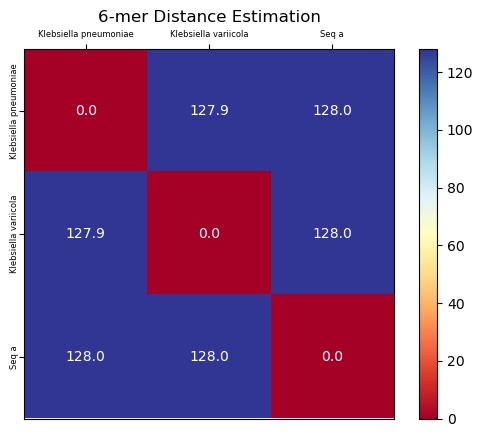 6-mer Distance Estimation
Klebsiella pneumoniae Klebsiella variicola Seq a
Klebsiella pneumoniae
0.0 127.9 128.0
Klebsiella variicola
127.9 0.0 128.0
Seq a
128.0 128.0 0.0
120
100
80
60
40
20
0